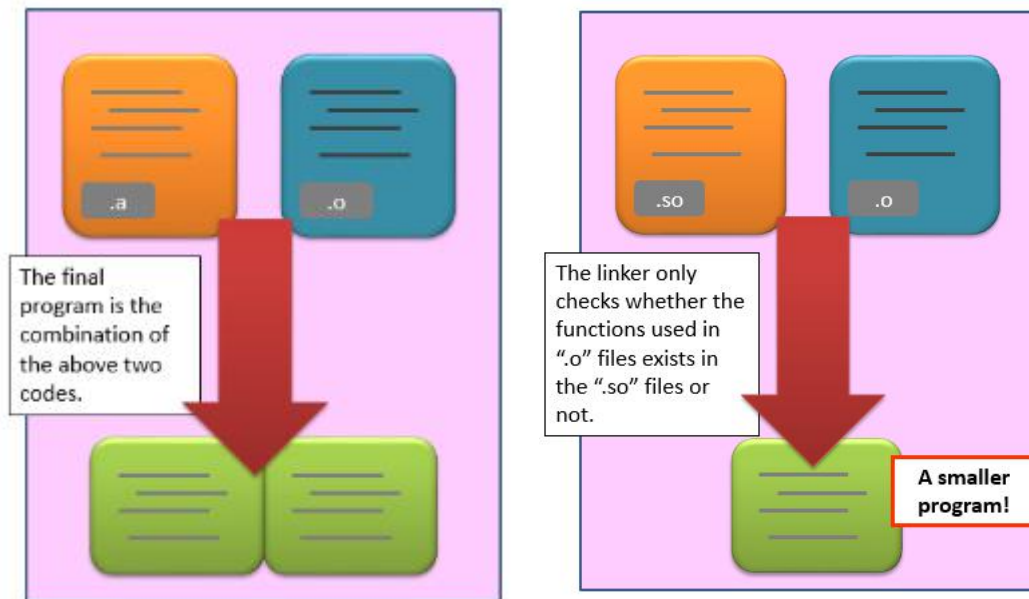 .a
.o
The final
program is the
combination of
the above two
codes.
.so
.o
The linker only
checks whether the
functions used in
“.o” files exists in
the “.so” files or
not.
A smaller
program!